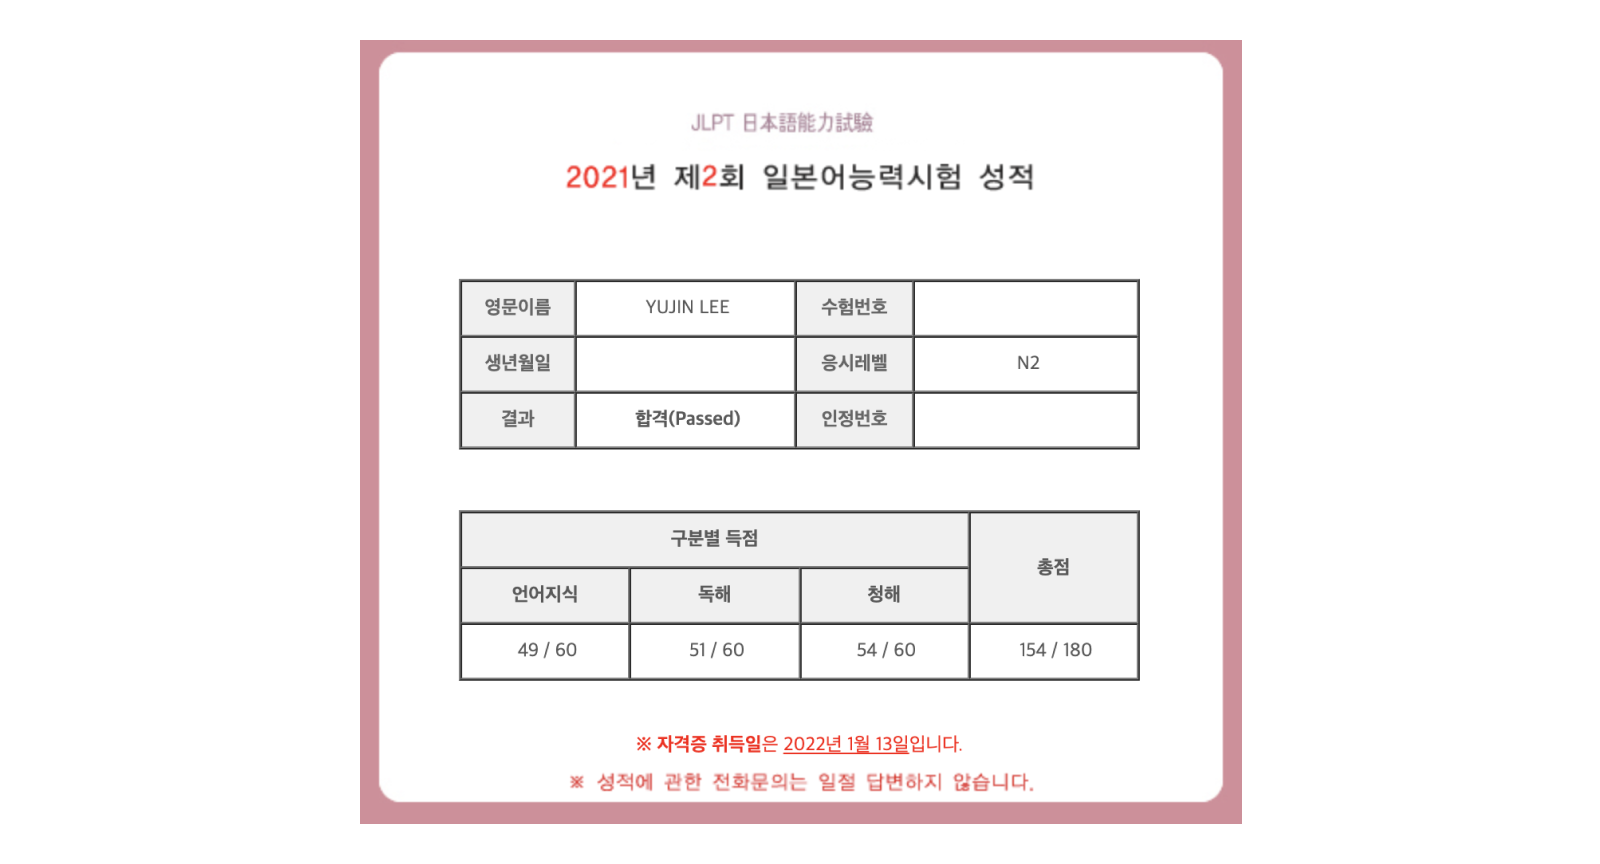 JLPT 日本語能力試驗
2021년 제2회 일본어능력시험 성적
영문이름 YUJIN LEE 수험번호
생년월일 응시레벨 N2
결과 합격(Passed) 인정번호
구분별 득점 총점
언어지식 독해 청해
49 / 60 51 / 60 54 / 60 154 / 180
※ 자격증 취득일은 2022년 1월 13일입니다.
※ 성적에 관한 전화문의는 일절 답변하지 않습니다.